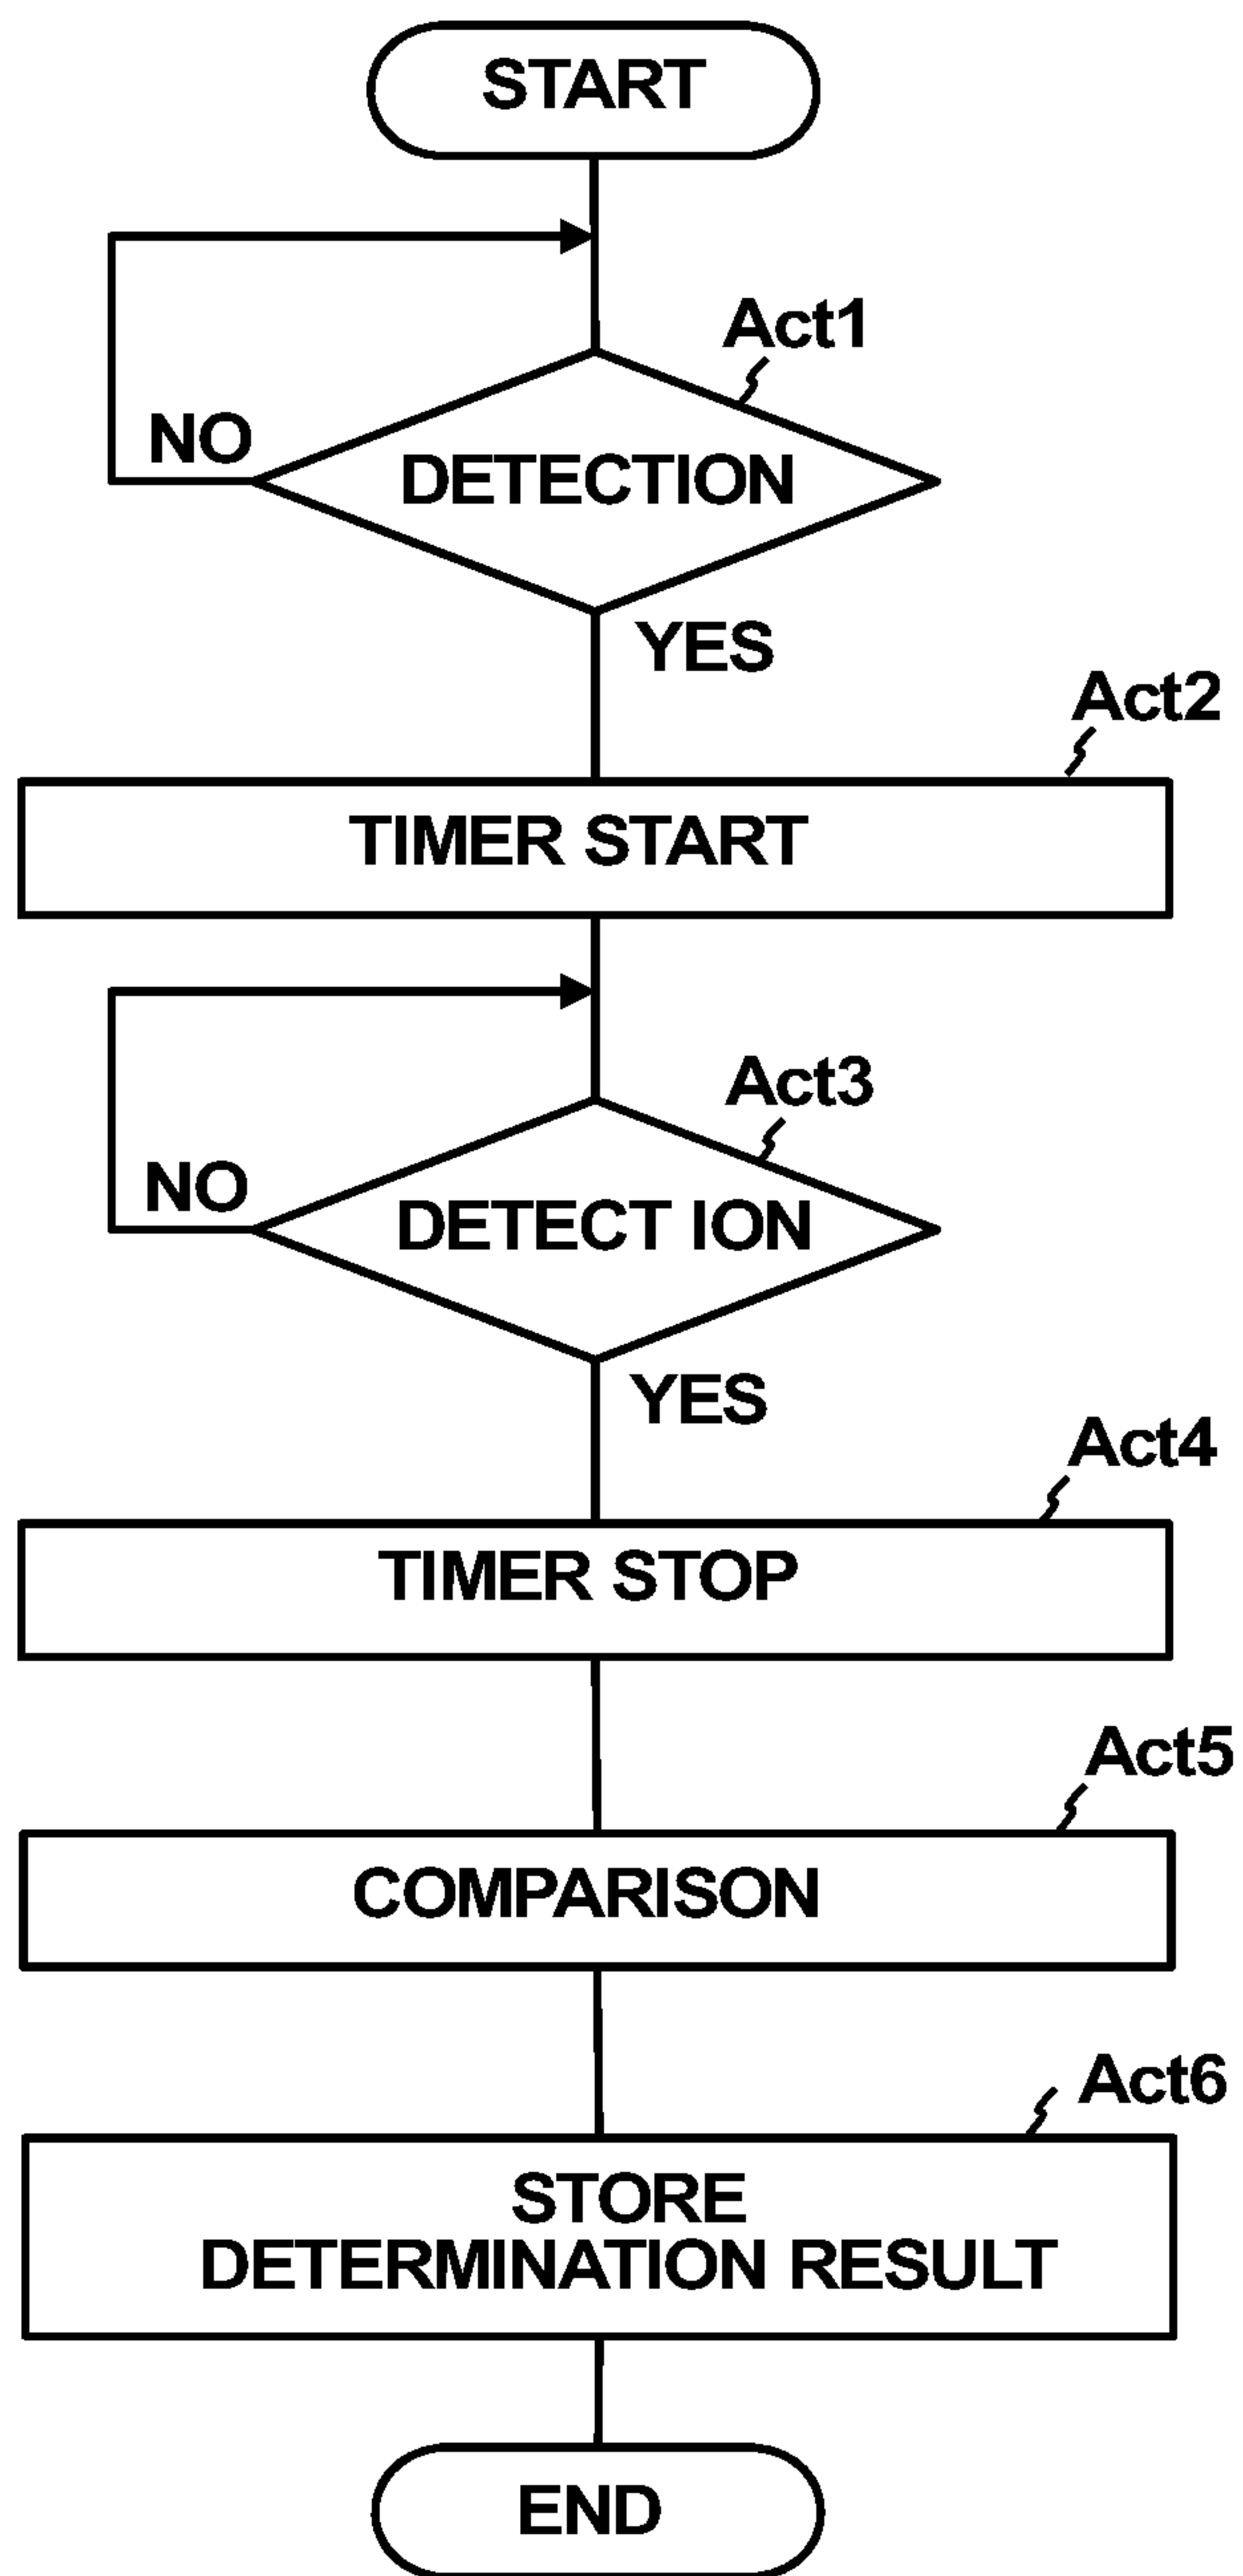 START
Act1
NO
DETECTION
YES
Act2
TIMER START
Act3
NO
DETECT ION
YES
Act4
TIMER STOP
Act5
COMPARISON
Act6
STORE
DETERMINATION RESULT
END